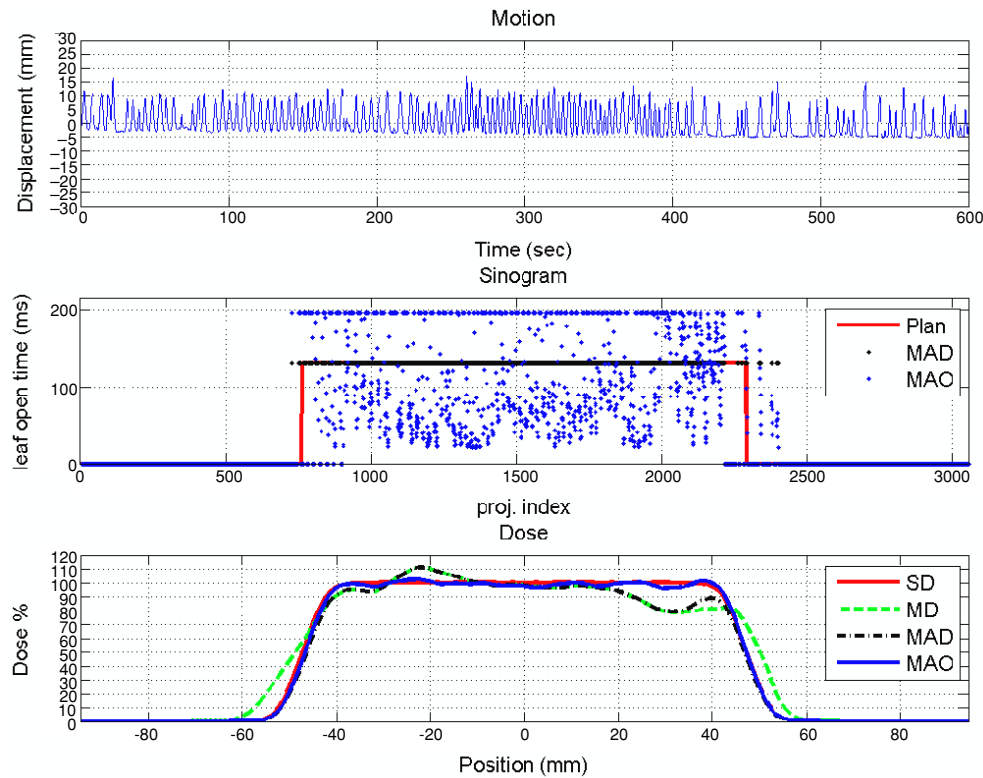 Motion
Displacement (mm)
30
25
20
15
10
5
0
−5
−10
−15
−20
−25
−30
0 100 200 300 400 500 600
Time (sec)
Sinogram
leaf open time (ms)
200
100
0
0 500 1000 1500 2000 2500 3000
Plan
MAD
MAO
proj. index
Dose
Dose %
120
110
100
90
80
70
60
50
40
30
20
10
0
-80 -60 -40 -20 0 20 40 60 80
SD
MD
MAD
MAO
Position (mm)